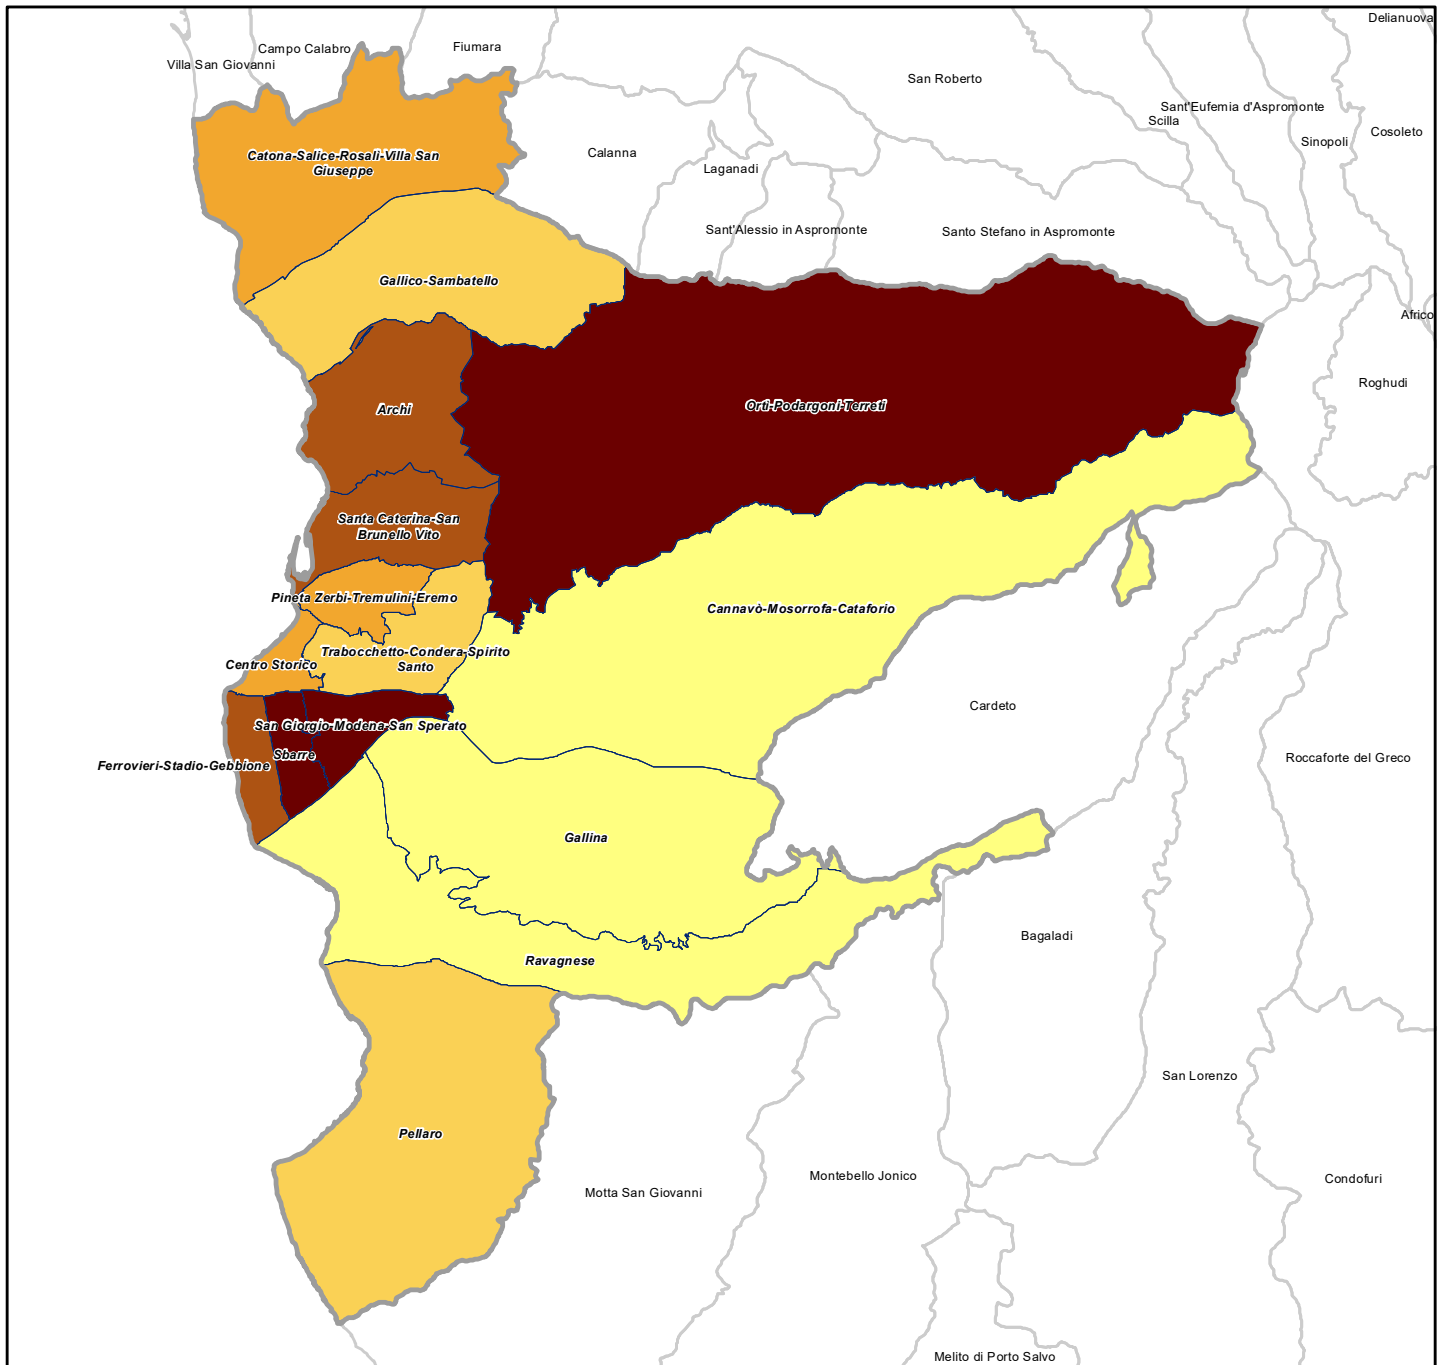 Delianuova
Campo Calabro
Fiumara
Villa San Giovanni
San Roberto
Sant'Eufemia d'Aspromonte
Scilla
Cosoleto
Sinopoli
Catona-Salice-Rosali-Villa San
Giuseppe
Calanna
Laganadi
Sant'Alessio in Aspromonte
Santo Stefano in Aspromonte
Gallico-Sambatello
Africo
Roghudi
Archi
Orti-Podargoni-Terreti
Santa Caterina-San
Brunello Vito
Pineta Zerbi-Tremulini-Eremo
Cannavò-Mosorrofa-Cataforio
Trabocchetto-Condera-Spirito
Santo
Centro Storico
Cardeto
San Giorgio-Modena-San Sperato
Sbarre
Ferrovieri-Stadio-Gebbione
Roccaforte del Greco
Gallina
Bagaladi
Ravagnese
San Lorenzo
Pellaro
Montebello Jonico
Condofuri
Motta San Giovanni
Melito di Porto Salvo